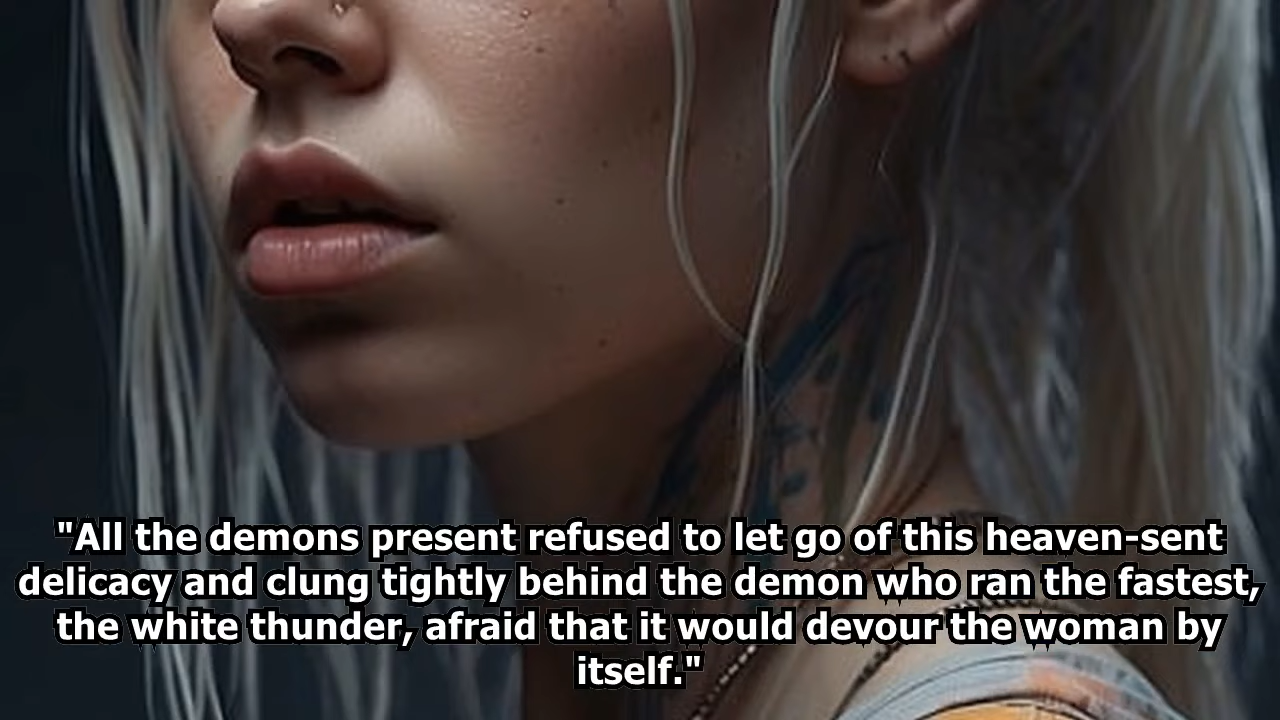 "All the demons present refused to let go of this heaven-sent
delicacy and clung tightly behind the demon who ran the fastest,
the white thunder, afraid that it would devour the woman by
itself."